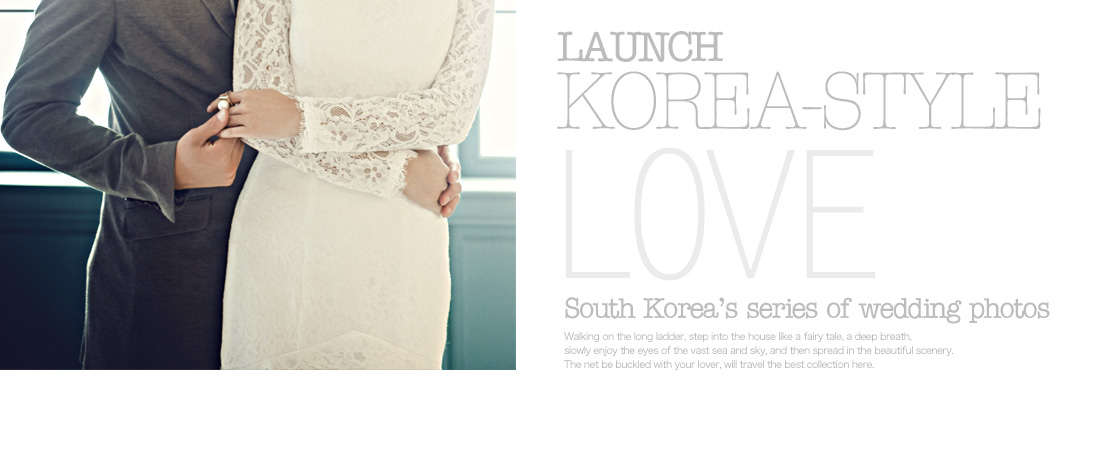 LAUNCH
KOREA-STYLE
LOVE
South Korea's series of wedding photos
Walking on the long ladder, step into the house like a fairy tale, a deep breath,
slowly enjoy the eyes of the vast sea and sky, and then spread in the beautiful scenery.
The net be buckled with your lover, will travel the best collection here.